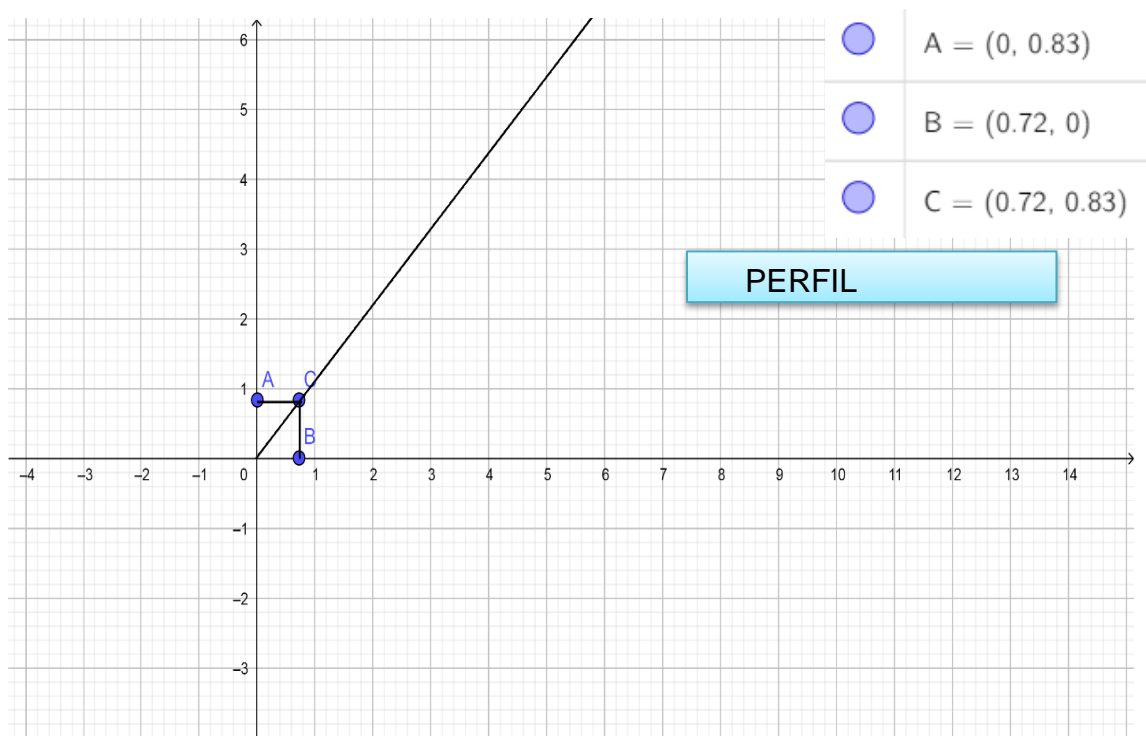 A = (0, 0.83)
B = (0.72, 0)
C = (0.72, 0.83)
PERFIL
6
5
4
3
2
1
A
C
B
−4 −3 −2 −1 0 1 2 3 4 5 6 7 8 9 10 11 12 13 14
−1
−2
−3